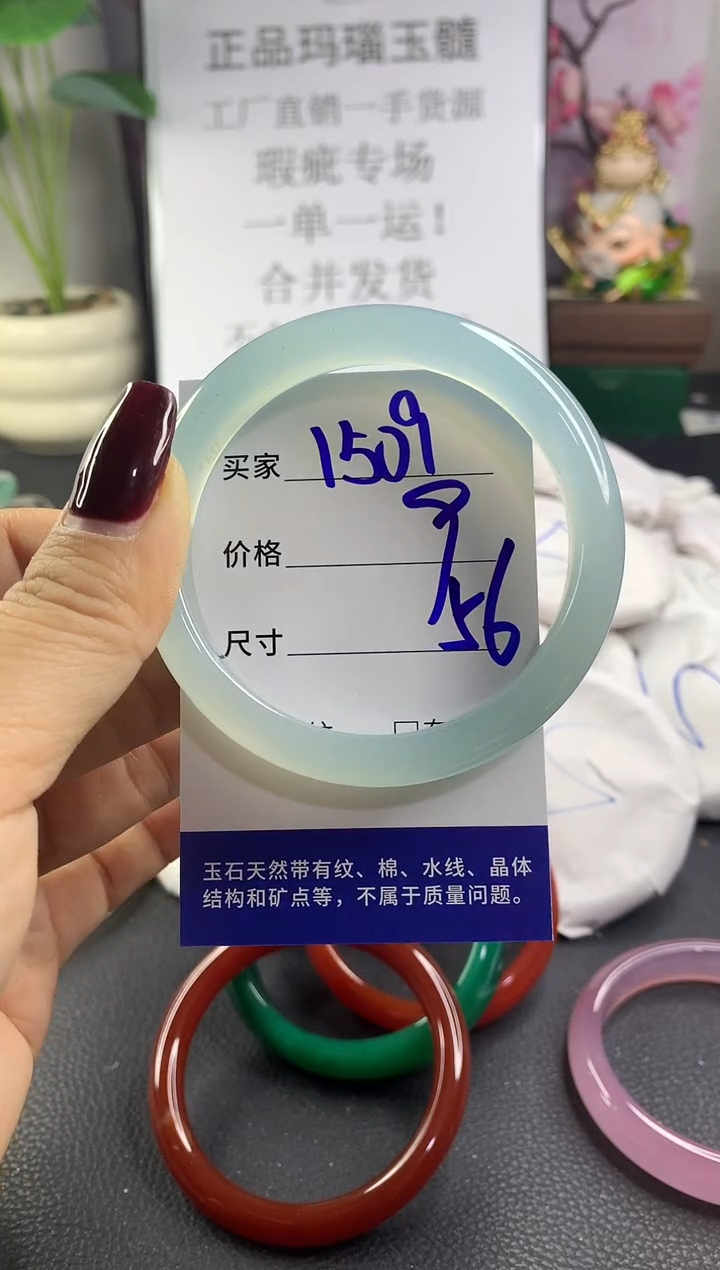 正品玛瑙玉髓
工厂直销一手货源
瑕疵专场
一单一运!
合并发货
买家 1509
价格 9
尺寸 56
玉石天然带有纹、棉、水线、晶体
结构和矿点等，不属于质量问题。